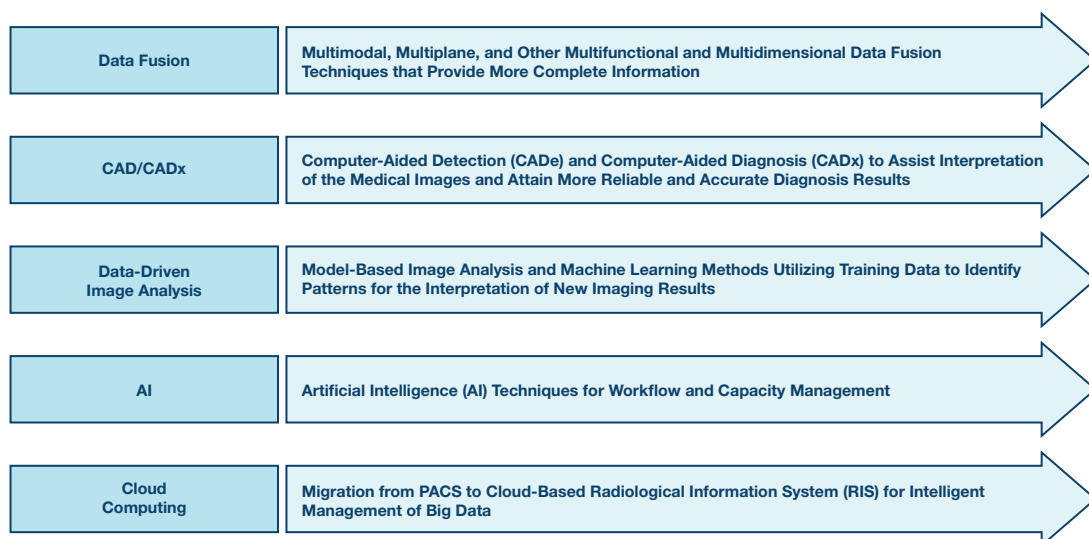 Data Fusion
Multimodal, Multiplane, and Other Multifunctional and Multidimensional Data Fusion
Techniques that Provide More Complete Information
CAD/CADx
Computer-Aided Detection (CADe) and Computer-Aided Diagnosis (CADx) to Assist Interpretation
of the Medical Images and Attain More Reliable and Accurate Diagnosis Results
Data-Driven
Image Analysis
Model-Based Image Analysis and Machine Learning Methods Utilizing Training Data to Identify
Patterns for the Interpretation of New Imaging Results
AI
Artificial Intelligence (AI) Techniques for Workflow and Capacity Management
Cloud
Computing
Migration from PACS to Cloud-Based Radiological Information System (RIS) for Intelligent
Management of Big Data